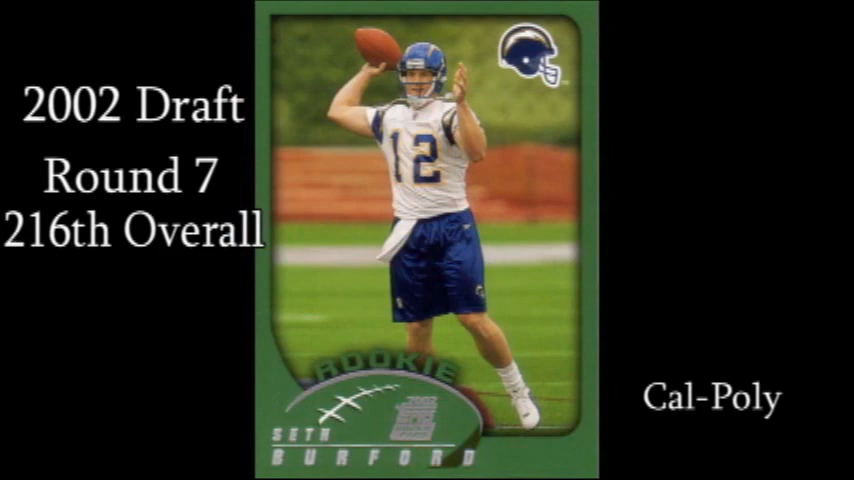 2002 Draft
Round 7
216th Overall
12
ROOKIE
SETH
BURFORD
Cal-Poly